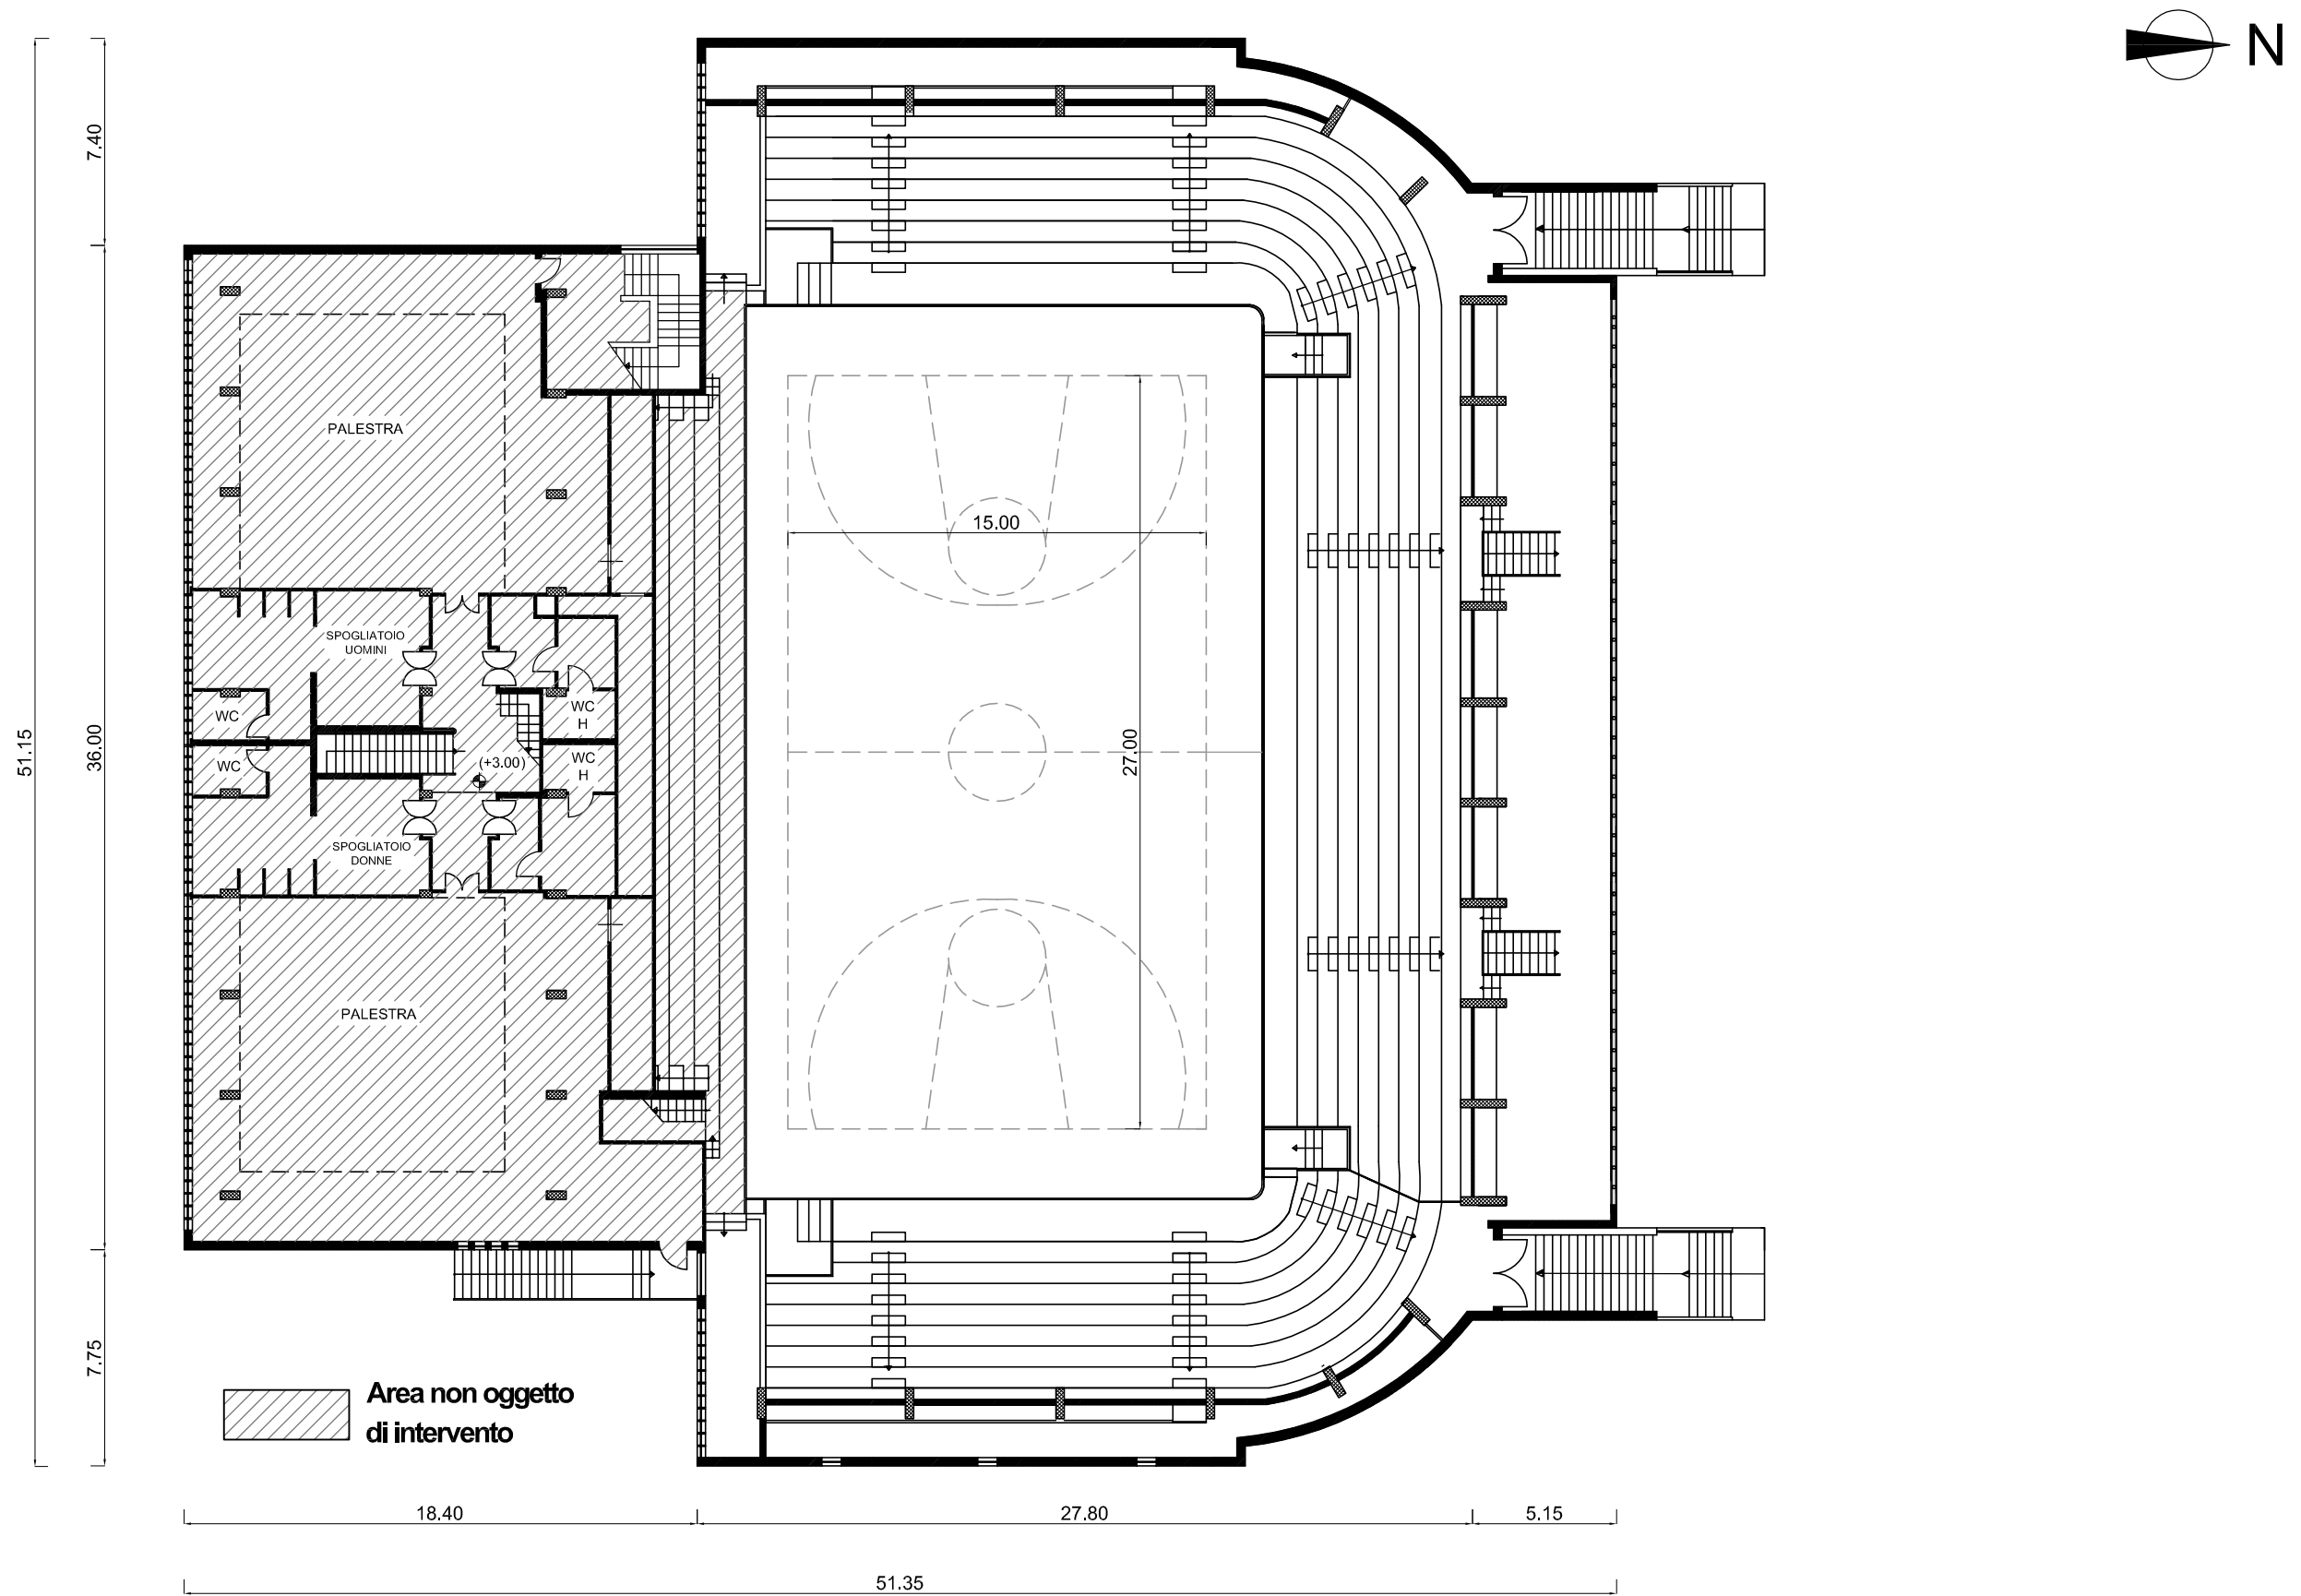 N
7.40
PALESTRA
15.00
SPOGLIATOIO
UOMINI
WC
WC
H
51.15
36.00
27.00
WC
WC
H
(+3.00)
SPOGLIATOIO
DONNE
PALESTRA
7.75
Area non oggetto
di intervento
18.40
27.80
5.15
51.35